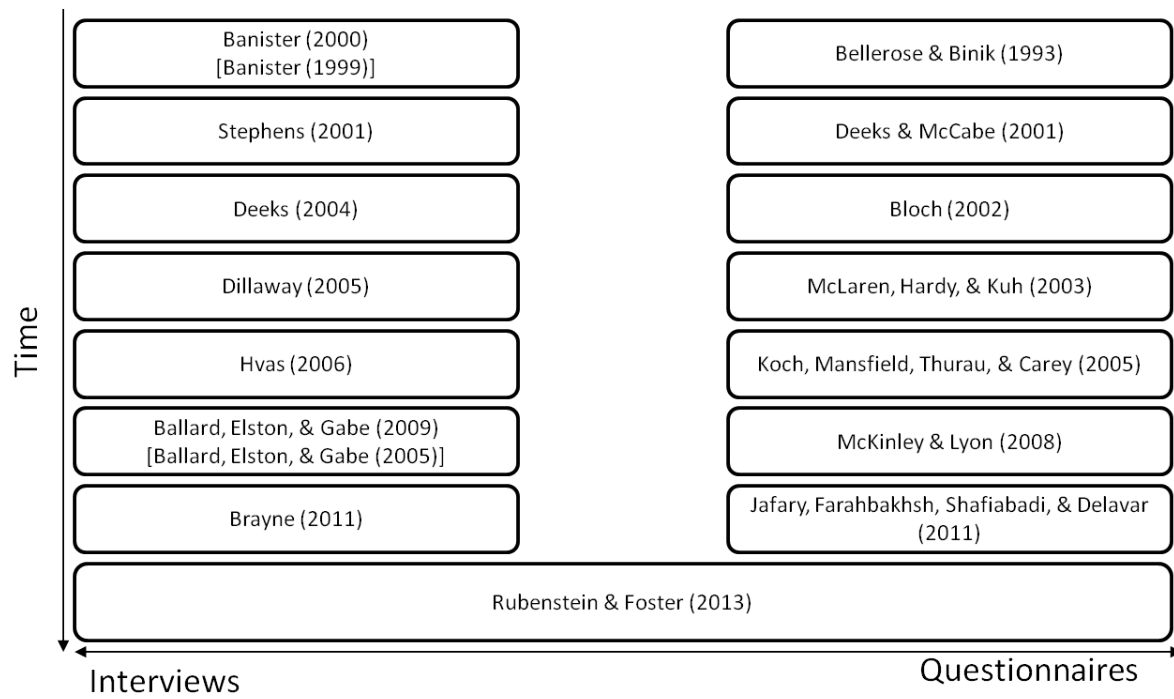 Banister (2000)
[Banister (1999)]
Bellerose & Binik (1993)
Stephens (2001)
Deeks & McCabe (2001)
Deeks (2004)
Bloch (2002)
Dillaway (2005)
McLaren, Hardy, & Kuh (2003)
Time
Hvas (2006)
Koch, Mansfield, Thurau, & Carey (2005)
Ballard, Elston, & Gabe (2009)
[Ballard, Elston, & Gabe (2005)]
McKinley & Lyon (2008)
Brayne (2011)
Jafary, Farahbakhsh, Shafiabadi, & Delavar
(2011)
Rubenstein & Foster (2013)
Interviews
Questionnaires